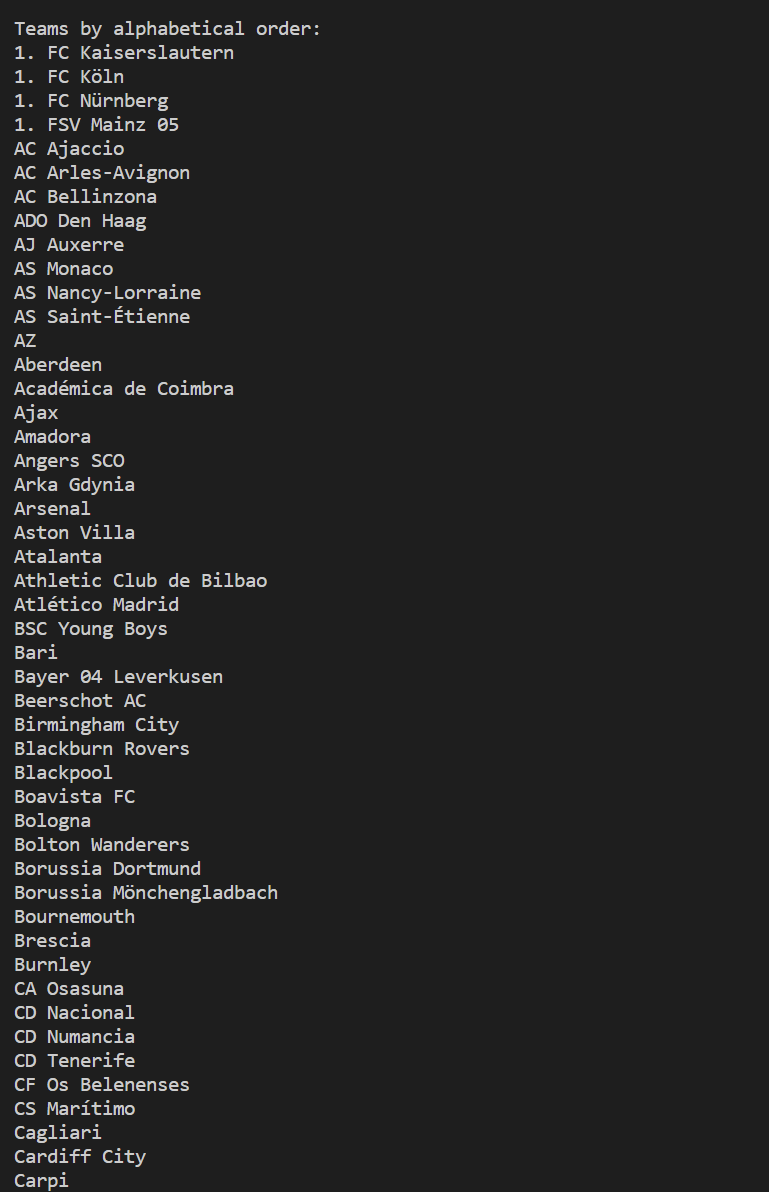 Teams by alphabetical order:
1. FC Kaiserslautern
1. FC Köln
1. FC Nürnberg
1. FSV Mainz 05
AC Ajaccio
AC Arles-Avignon
AC Bellinzona
ADO Den Haag
AJ Auxerre
AS Monaco
AS Nancy-Lorraine
AS Saint-Étienne
AZ
Aberdeen
Académica de Coimbra
Ajax
Amadora
Angers SCO
Arka Gdynia
Arsenal
Aston Villa
Atalanta
Athletic Club de Bilbao
Atlético Madrid
BSC Young Boys
Bari
Bayer 04 Leverkusen
Beerschot AC
Birmingham City
Blackburn Rovers
Blackpool
Boavista FC
Bologna
Bolton Wanderers
Borussia Dortmund
Borussia Mönchengladbach
Bournemouth
Brescia
Burnley
CA Osasuna
CD Nacional
CD Numancia
CD Tenerife
CF Os Belenenses
CS Marítimo
Cagliari
Cardiff City
Carpi